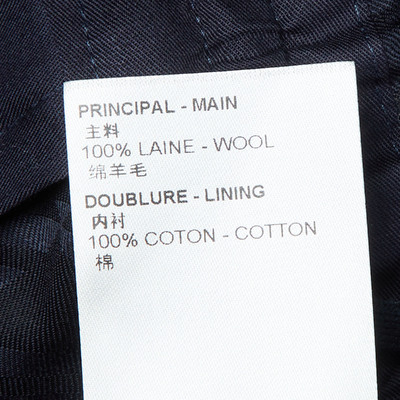 PRINCIPAL - MAIN
主料
100% LAINE - WOOL
绵羊毛
DOUBLURE - LINING
内衬
100% COTON - COTTON
棉